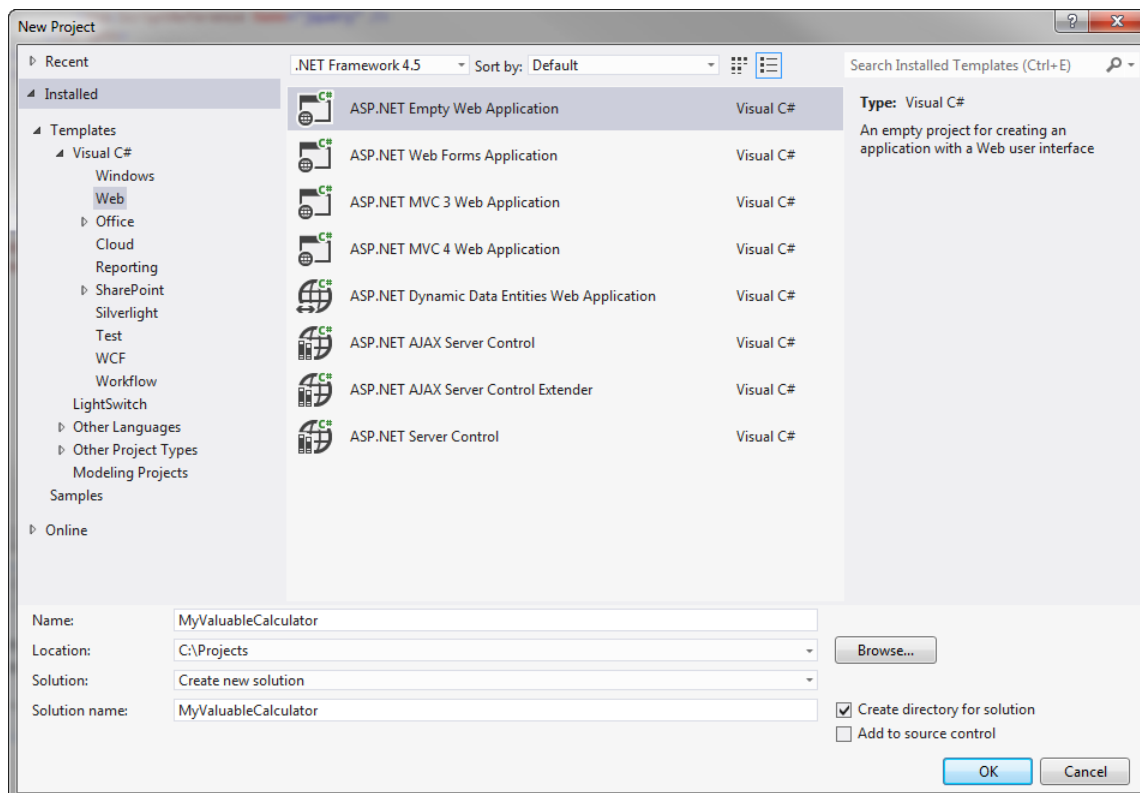 New Project
Recent
Installed
Templates
Visual C#
Windows
Web
Office
Cloud
Reporting
SharePoint
Silverlight
Test
WCF
Workflow
LightSwitch
Other Languages
Other Project Types
Modeling Projects
Samples
Online
.NET Framework 4.5 Sort by: Default
ASP.NET Empty Web Application Visual C#
ASP.NET Web Forms Application Visual C#
ASP.NET MVC 3 Web Application Visual C#
ASP.NET MVC 4 Web Application Visual C#
ASP.NET Dynamic Data Entities Web Application Visual C#
ASP.NET AJAX Server Control Visual C#
ASP.NET AJAX Server Control Extender Visual C#
ASP.NET Server Control Visual C#
Search Installed Templates (Ctrl+E)
Type: Visual C#
An empty project for creating an
application with a Web user interface
Name: MyValuableCalculator
Location: C:\Projects
Browse...
Solution: Create new solution
Solution name: MyValuableCalculator
Create directory for solution
Add to source control
OK Cancel